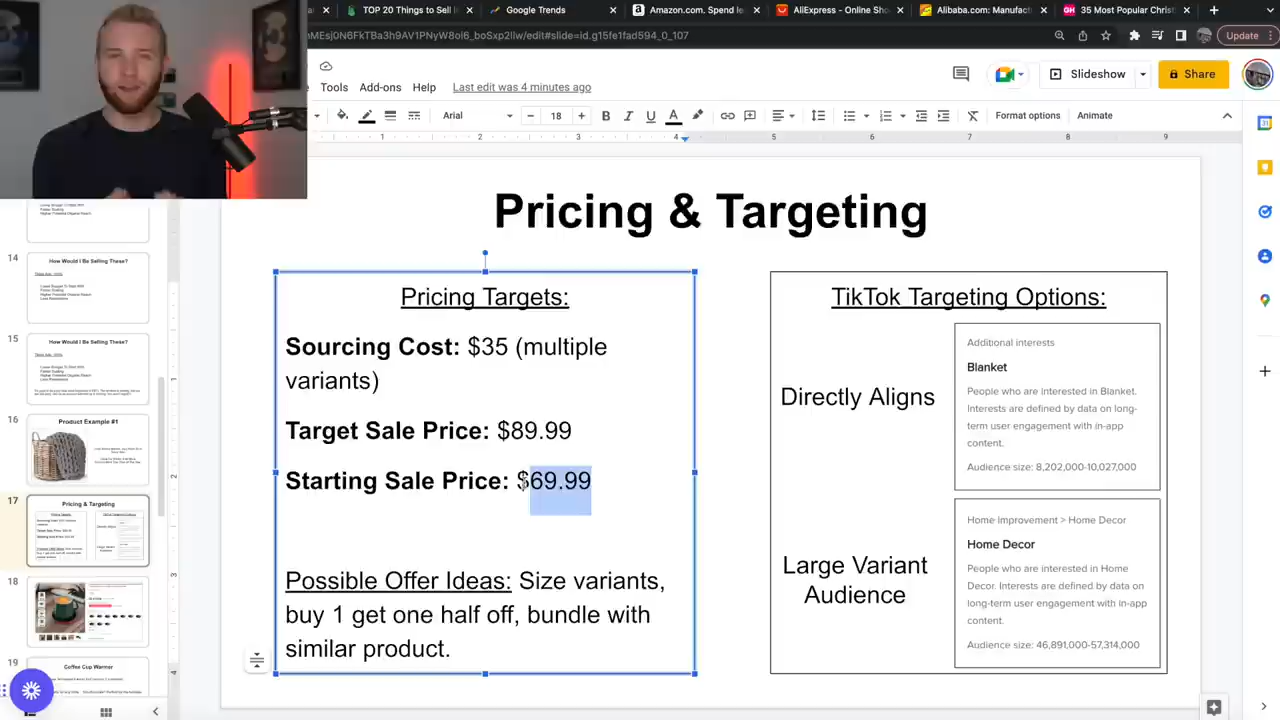 TOP 20 Things to Sell i
Google Trends
Amazon.com. Spend le
AliExpress - Online Sho
Alibaba.com: Manufact
35 Most Popular Christ
Update
Tools
Add-ons
Help
Last edit was 4 minutes ago
Slideshow
Share
Arial
18
Format options
Animate
1
2
3
4
5
6
7
8
9
Pricing & Targeting
Pricing Targets:
Sourcing Cost: $35 (multiple
variants)
Target Sale Price: $89.99
Starting Sale Price: $69.99
Possible Offer Ideas: Size variants,
buy 1 get one half off, bundle with
similar product.
TikTok Targeting Options:
Directly Aligns
Additional interests
Blanket
People who are interested in Blanket.
Interests are defined by data on long-
term user engagement with in-app
content.
Audience size: 8,202,000-10,027,000
Large Variant
Audience
Home Improvement > Home Decor
Home Decor
People who are interested in Home
Decor. Interests are defined by data on
long-term user engagement with in-app
content.
Audience size: 46,891,000-57,314,000
14
How Would I Be Selling These?
15
How Would I Be Selling These?
16
Product Example #1
17
Pricing & Targeting
18
19
Coffee Cup Warmer